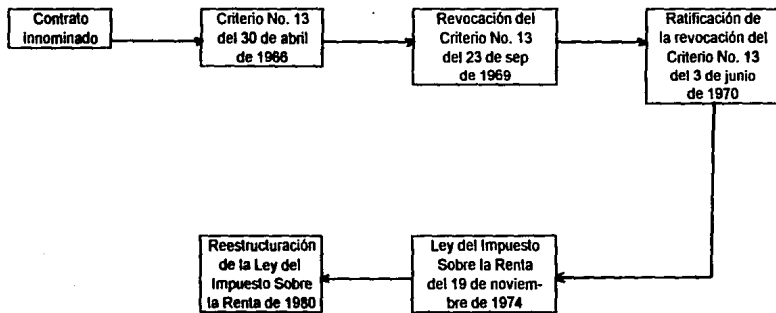 Contrato
innominado
Criterio No. 13
del 30 de abril
de 1966
Revocación del
Criterio No. 13
del 23 de sep
de 1969
Ratificación de
la revocación del
Criterio No. 13
del 3 de junio
de 1970
Ley del Impuesto
Sobre la Renta
del 19 de noviem-
bre de 1974
Reestructuración
de la Ley del
Impuesto Sobre
la Renta de 1980